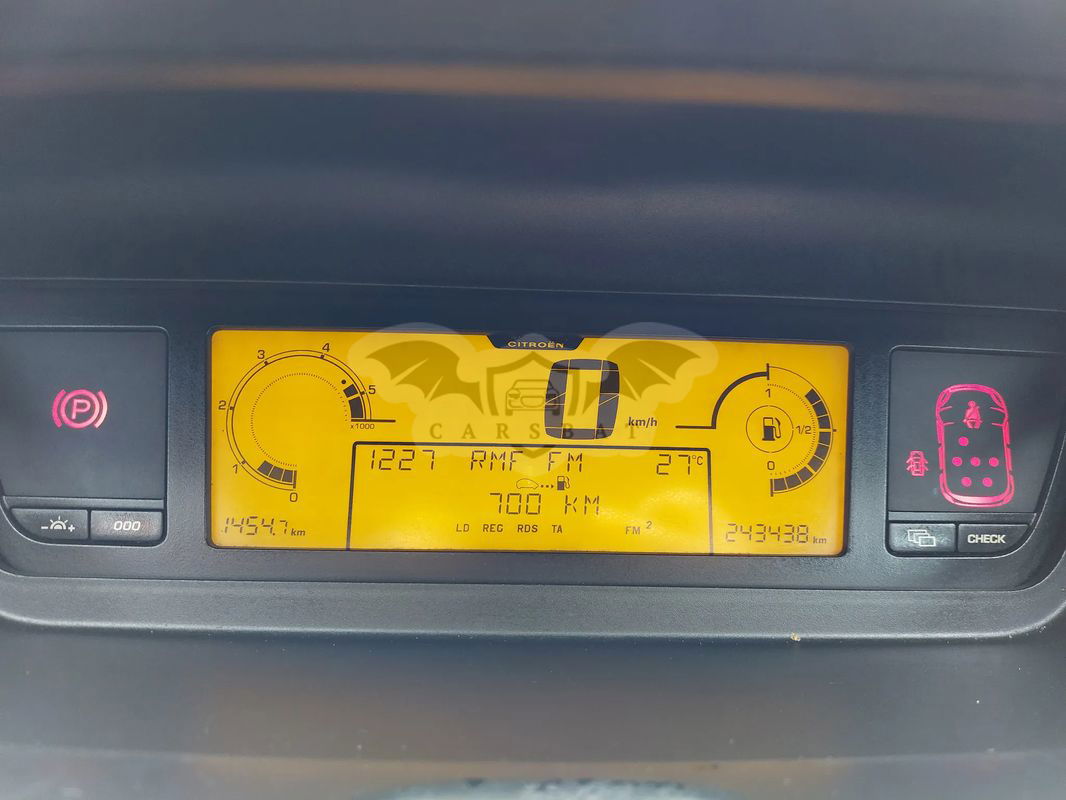 CITROËN
3 4
2 5
x1000
1
0
0 km/h
1
1/2
0
CARSBAT
P
1227 RMF FM 27°C
700 KM
LD REG RDS TA FM 2
1454.7 km
243438 km
- +
000
CHECK